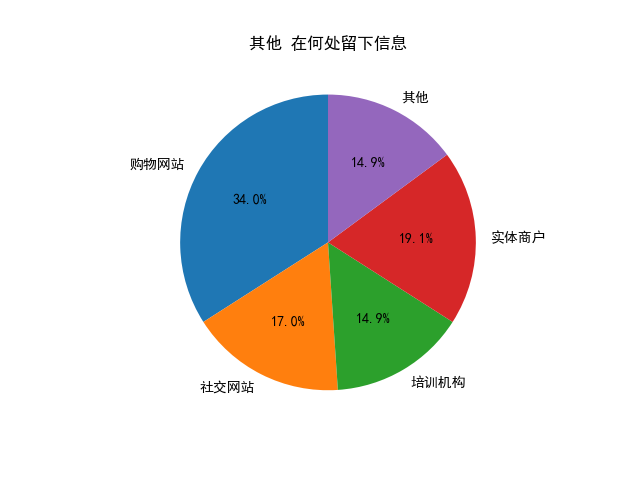 其他 在何处留下信息
其他
购物网站
14.9%
34.0%
19.1%
实体商户
17.0%
14.9%
社交网站
培训机构